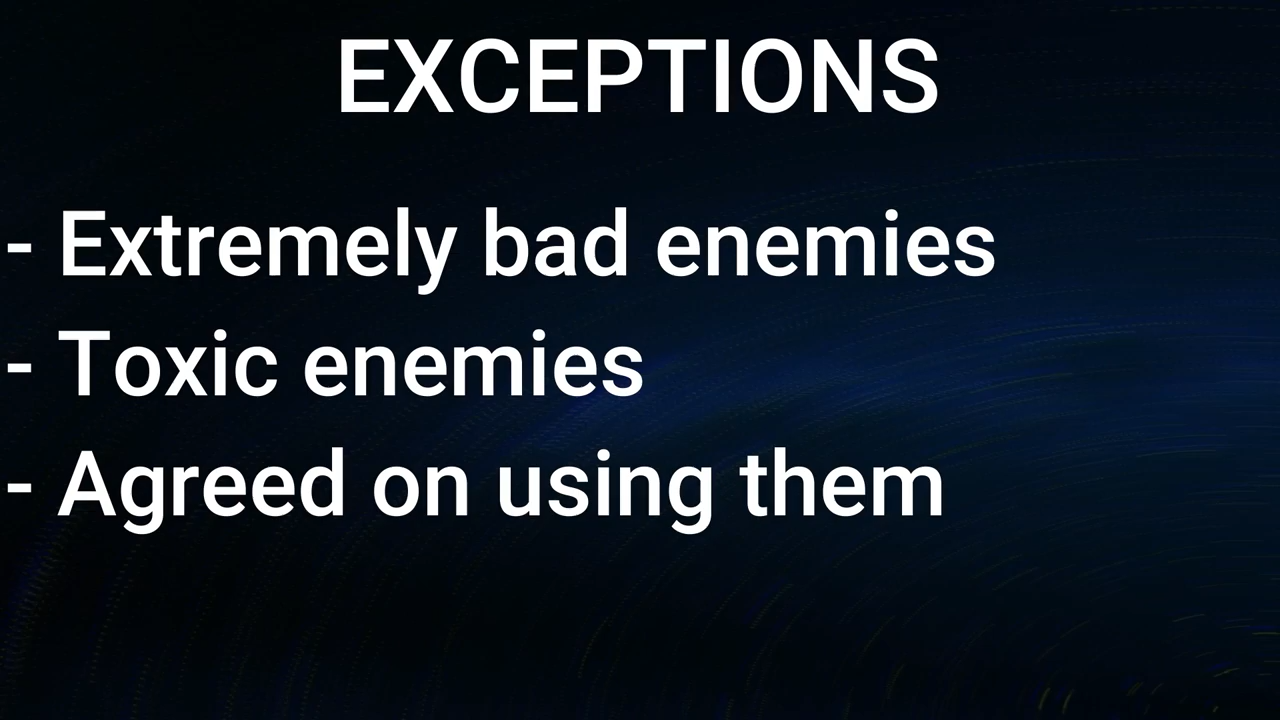 EXCEPTIONS
- Extremely bad enemies
- Toxic enemies
- Agreed on using them